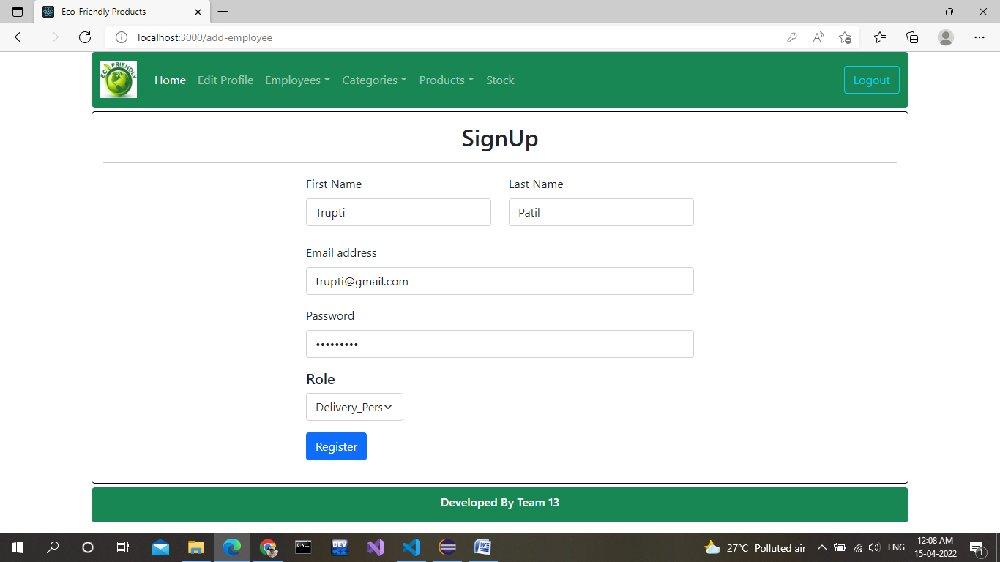 Eco-Friendly Products
localhost:3000/add-employee
ECO FRIENDLY
Home Edit Profile Employees Categories Products Stock Logout
SignUp
First Name Last Name
Trupti Patil
Email address
trupti@gmail.com
Password
•••••••••
Role
Delivery_Pers
Register
Developed By Team 13
DEV
27°C Polluted air ENG 12:08 AM
15-04-2022
1